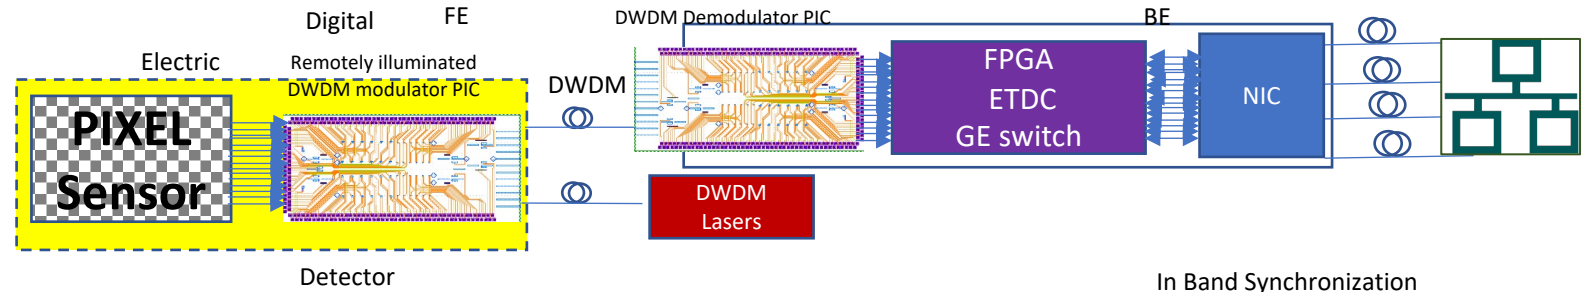 Digital
FE
DWDM Demodulator PIC
BE
Electric
Remotely illuminated
DWDM modulator PIC
DWDM
PIXEL
Sensor
FPGA
ETDC
GE switch
NIC
DWDM
Lasers
Detector
In Band Synchronization